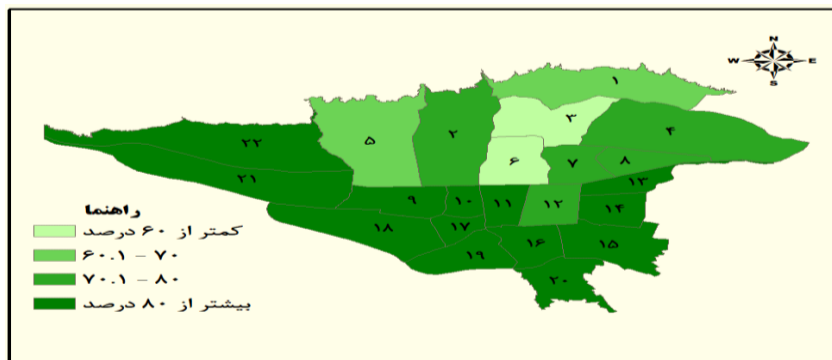 N
W E
S
۱
۳
۴
۲
۵
۶
۷
۸
۲۲
۲۱
۱۳
۹
۱۰
۱۱
۱۲
۱۴
۱۸
۱۷
۱۶
۱۵
۱۹
۲۰
راهنما
کمتر از ۶۰ درصد
۶۰.۱ – ۷۰
۷۰.۱ – ۸۰
بیشتر از ۸۰ درصد